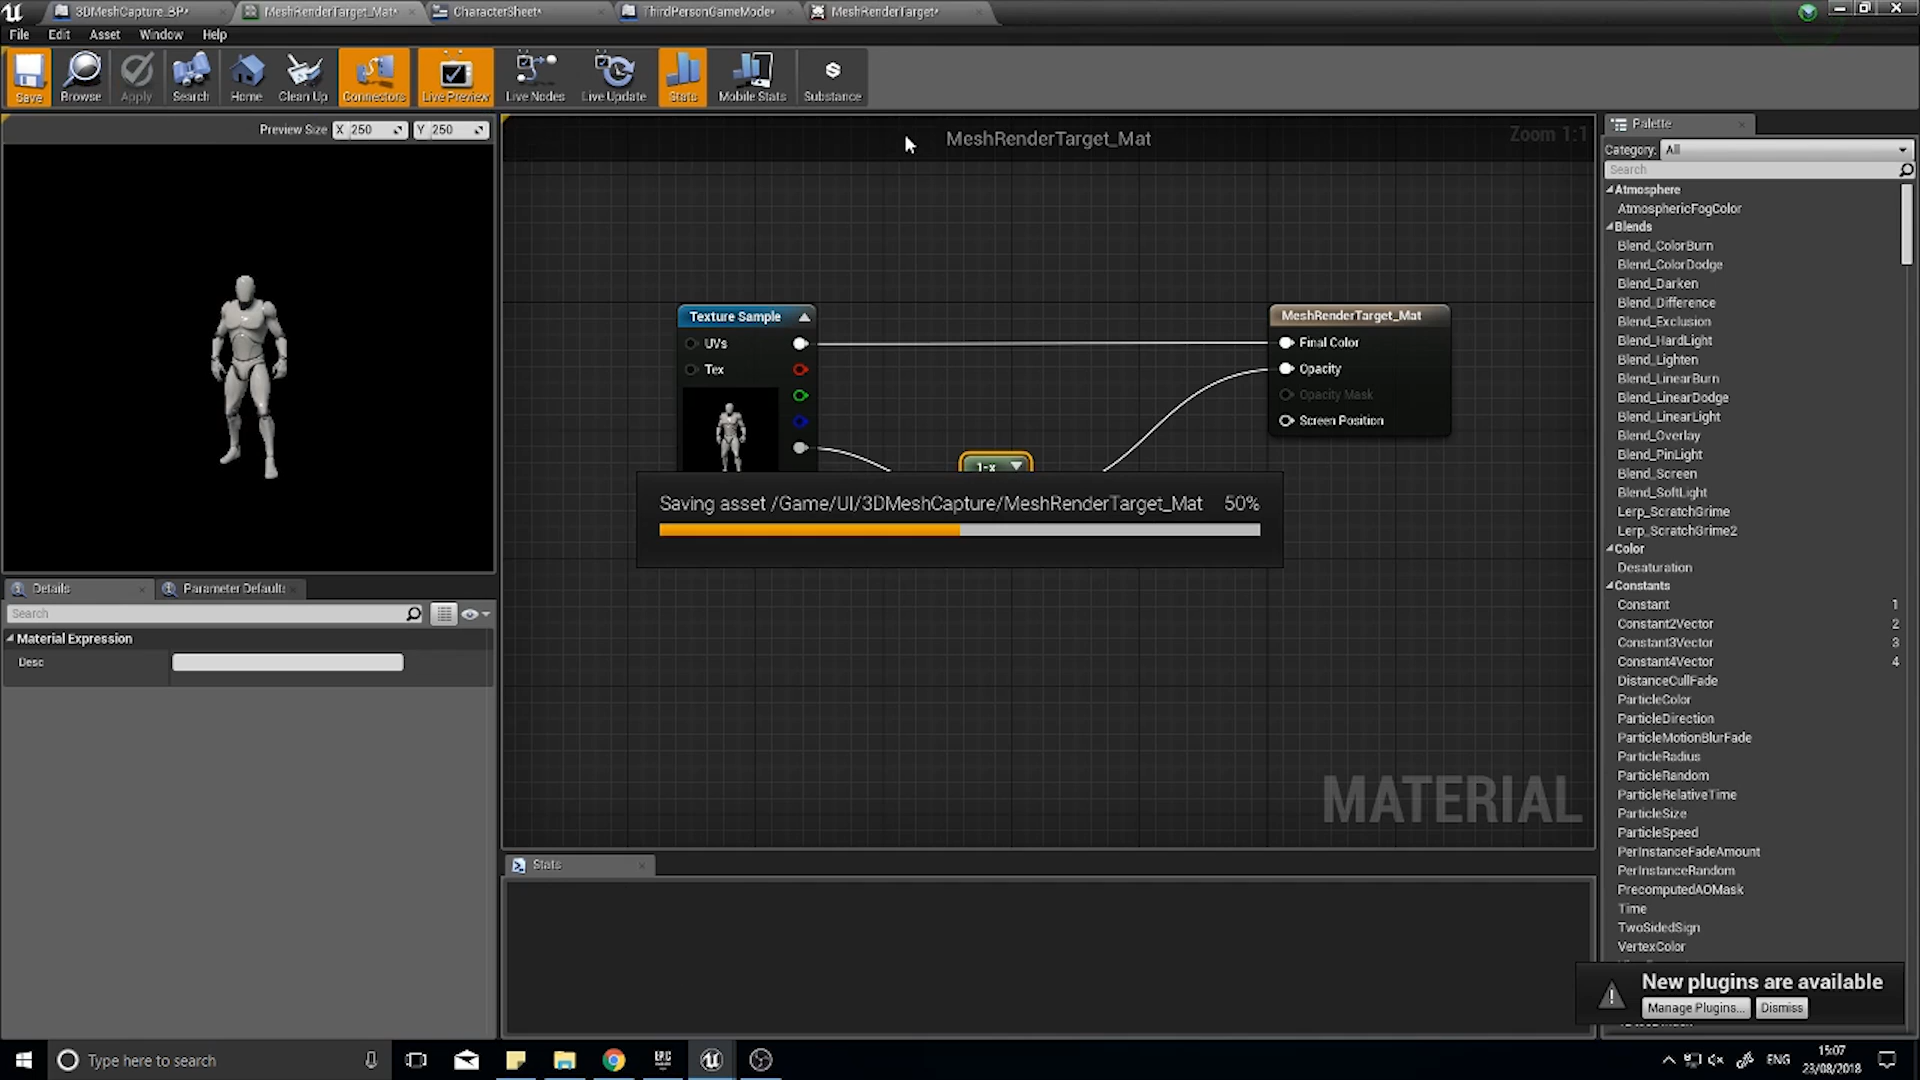 3DMeshCapture_BP*
MeshRenderTarget_Mat*
CharacterSheet*
ThirdPersonGameMode*
MeshRenderTarget*
File
Edit
Asset
Window
Help
Save
Browse
Apply
Search
Home
Clean Up
Connectors
Live Preview
Live Nodes
Live Update
Stats
Mobile Stats
Substance
Preview Size X 250 Y 250
MeshRenderTarget_Mat
Zoom 1:1
Texture Sample
UVs
Tex
MeshRenderTarget_Mat
Final Color
Opacity
Opacity Mask
Screen Position
1-x
Saving asset /Game/UI/3DMeshCapture/MeshRenderTarget_Mat 50%
MATERIAL
Details
Parameter Defaults
Search
Material Expression
Desc
Stats
Palette
Category: All
Search
Atmosphere
AtmosphericFogColor
Blends
Blend_ColorBurn
Blend_ColorDodge
Blend_Darken
Blend_Difference
Blend_Exclusion
Blend_HardLight
Blend_Lighten
Blend_LinearBurn
Blend_LinearDodge
Blend_LinearLight
Blend_Overlay
Blend_PinLight
Blend_Screen
Blend_SoftLight
Lerp_ScratchGrime
Lerp_ScratchGrime2
Color
Desaturation
Constants
Constant 1
Constant2Vector 2
Constant3Vector 3
Constant4Vector 4
DistanceCullFade
ParticleColor
ParticleDirection
ParticleMotionBlurFade
ParticleRadius
ParticleRandom
ParticleRelativeTime
ParticleSize
ParticleSpeed
PerInstanceFadeAmount
PerInstanceRandom
PrecomputedAOMask
Time
TwoSidedSign
VertexColor
New plugins are available
Manage Plugins...
Dismiss
Type here to search
EPIC
ENG
15:07
23/08/2018